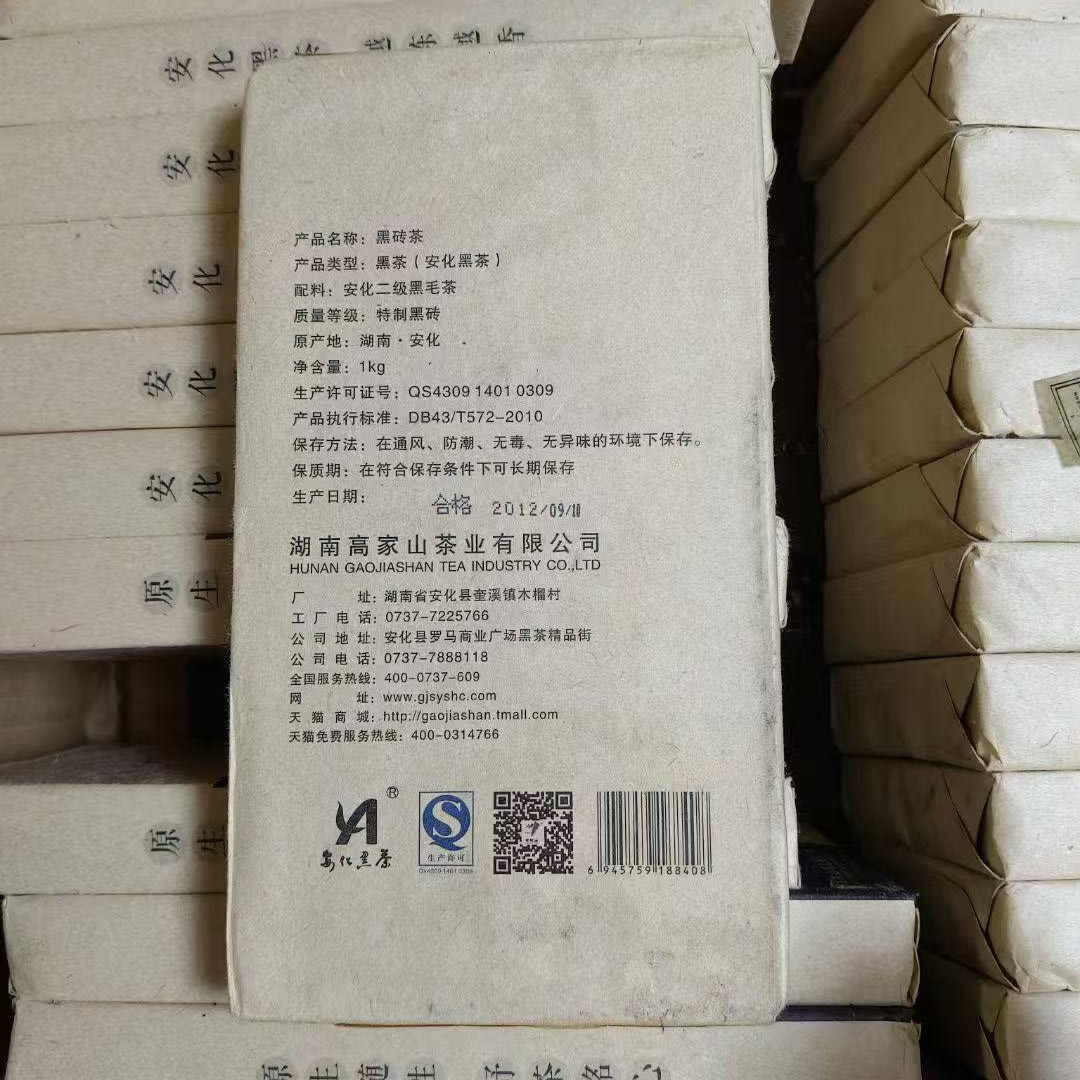 安化黑茶 越陈越香
安化
安化
安化
安化
原生
原生
产品名称：黑砖茶
产品类型：黑茶（安化黑茶）
配料：安化二级黑毛茶
质量等级：特制黑砖
原产地：湖南·安化
净含量：1kg
生产许可证号：QS4309 1401 0309
产品执行标准：DB43/T572-2010
保存方法：在通风、防潮、无毒、无异味的环境下保存。
保质期：在符合保存条件下可长期保存
生产日期：
合格 2012/09/10
湖南高家山茶业有限公司
HUNAN GAOJIASHAN TEA INDUSTRY CO.,LTD
厂 址：湖南省安化县奎溪镇木榴村
工厂电话：0737-7225766
公司地址：安化县罗马商业广场黑茶精品街
公司电话：0737-7888118
全国服务热线：400-0737-609
网 址：www.gjsyshc.com
天猫商城：http://gaojiashan.tmall.com
天猫免费服务热线：400-0314766
®
安化黑茶
生产许可
QS4309 1401 0309
6 945759 188408
原生随生
茶